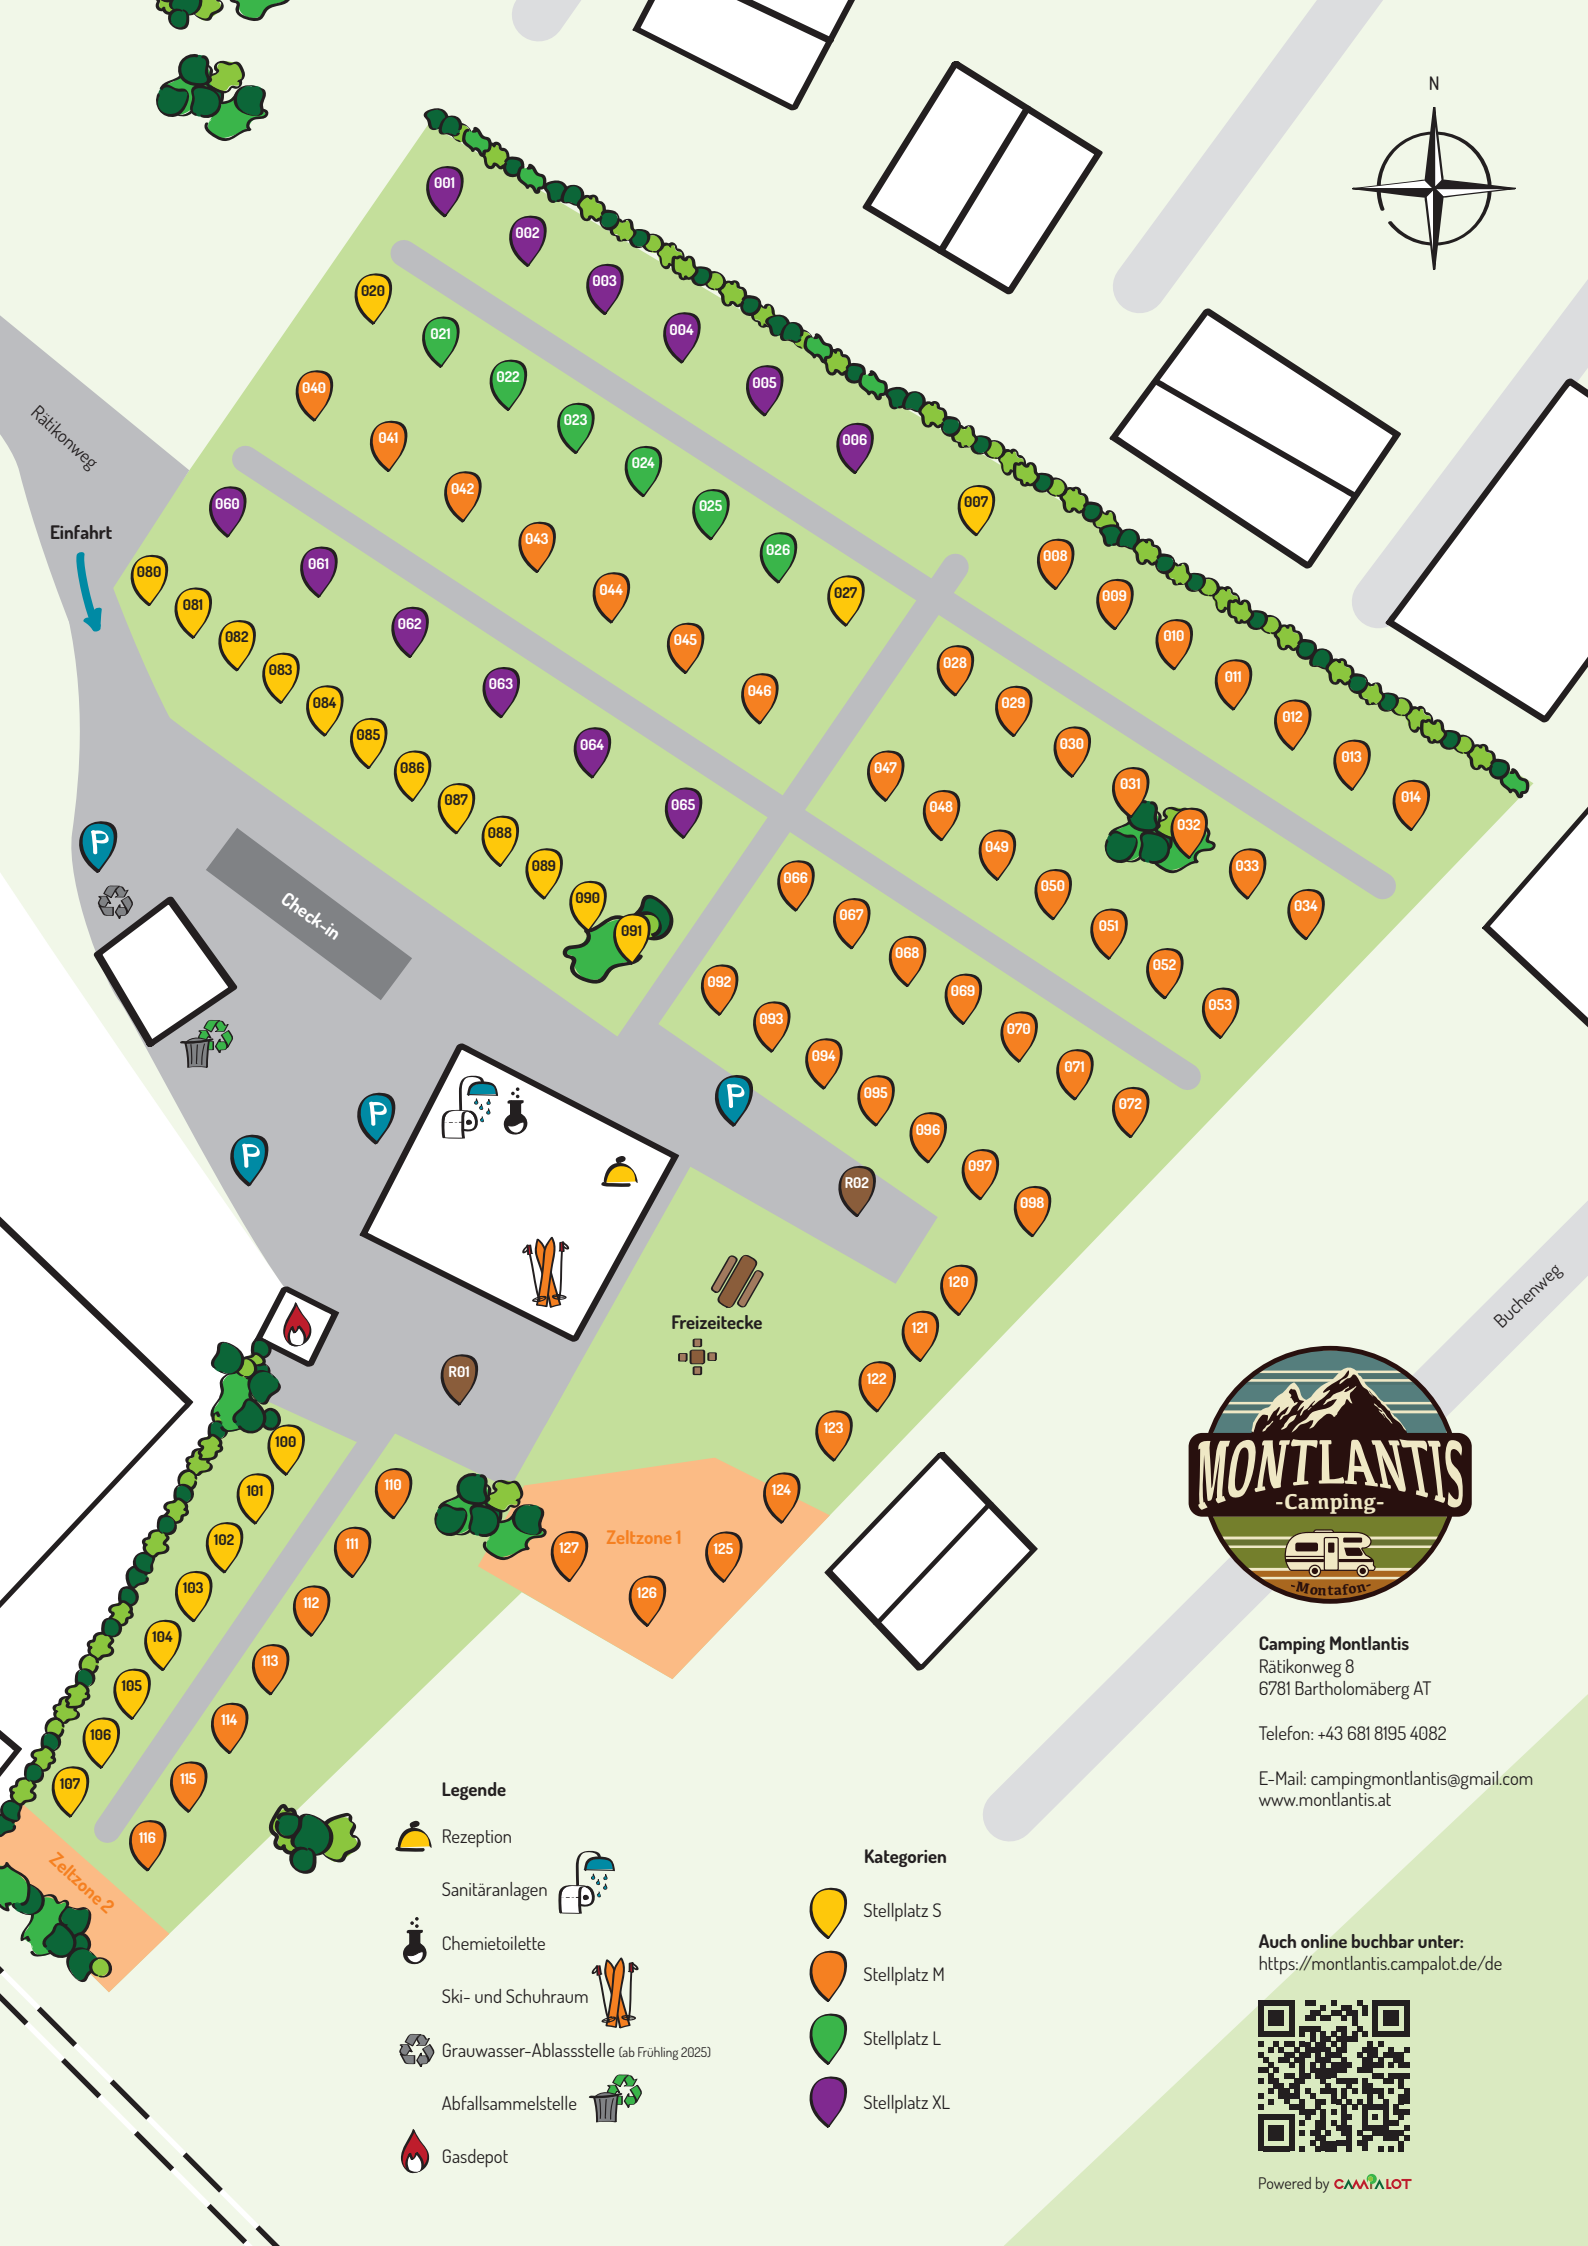 N
001
002
003
004
005
006
007
008
009
010
011
012
013
014
020
021
022
023
024
025
026
027
028
029
030
031
032
033
034
040
041
042
043
044
045
046
047
048
049
050
051
052
053
060
061
062
063
064
065
066
067
068
069
070
071
072
080
081
082
083
084
085
086
087
088
089
090
091
092
093
094
095
096
097
098
Rätikonweg
Einfahrt
P
Check-in
P
P
P
R02
R01
Freizeitecke
120
121
122
123
124
125
126
127
Zeltzone 1
100
101
102
103
104
105
106
107
110
111
112
113
114
115
116
Zeltzone 2
Buchenweg
MONTLANTIS
-Camping-
-Montafon-
Camping Montlantis
Rätikonweg 8
6781 Bartholomäberg AT
Telefon: +43 681 8195 4082
E-Mail: campingmontlantis@gmail.com
www.montlantis.at
Legende
Rezeption
Sanitäranlagen
Chemietoilette
Ski- und Schuhraum
Grauwasser-Ablassstelle (ab Frühling 2025)
Abfallsammelstelle
Gasdepot
Kategorien
Stellplatz S
Stellplatz M
Stellplatz L
Stellplatz XL
Auch online buchbar unter:
https://montlantis.campalot.de/de
Powered by CAMPALOT